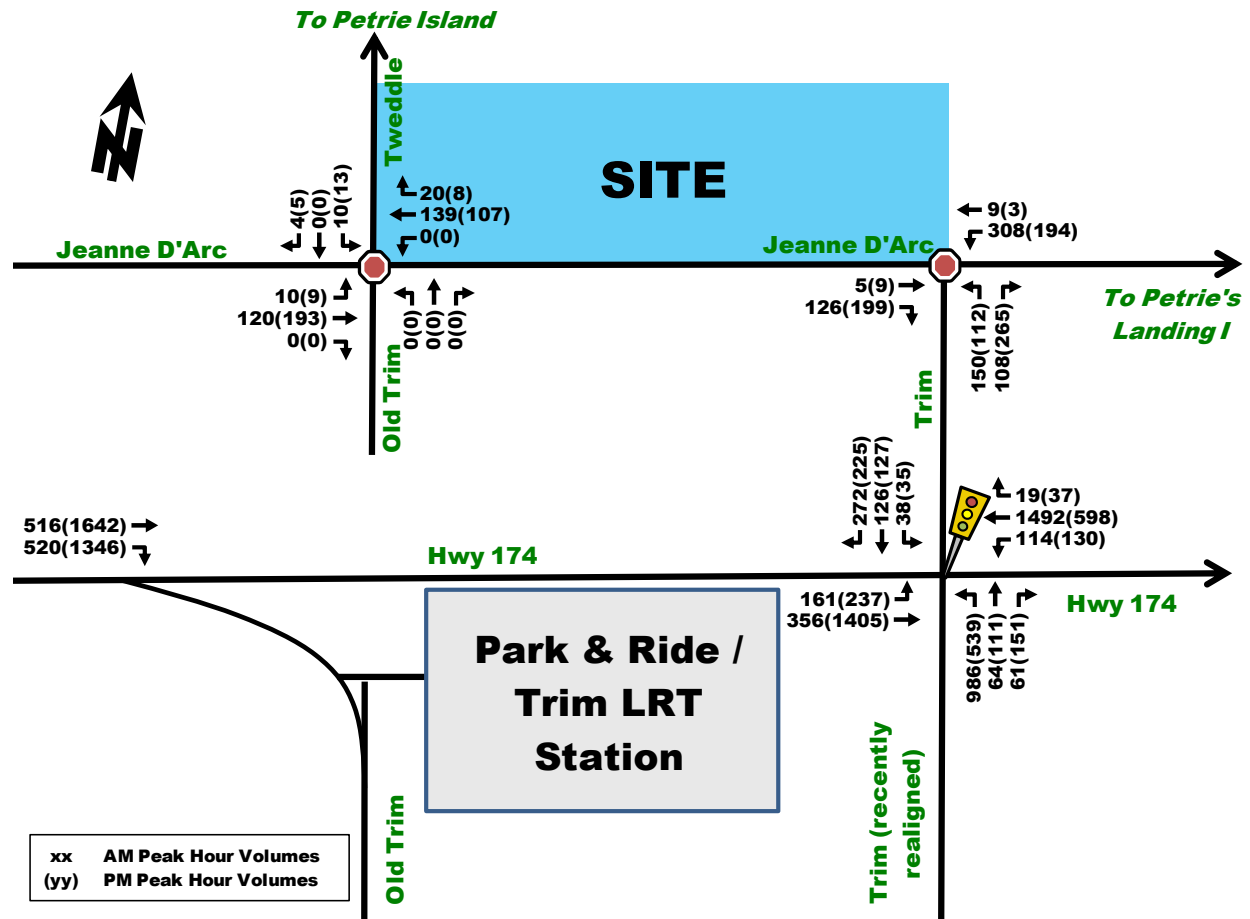 To Petrie Island
N
Tweddle
SITE
4(5)
0(0)
10(13)
20(8)
139(107)
0(0)
9(3)
308(194)
Jeanne D'Arc
Jeanne D'Arc
10(9)
120(193)
0(0)
0(0)
0(0)
0(0)
5(9)
126(199)
150(112)
108(265)
To Petrie's
Landing I
Old Trim
Trim
272(225)
126(127)
38(35)
19(37)
1492(598)
114(130)
516(1642)
520(1346)
Hwy 174
Hwy 174
161(237)
356(1405)
986(539)
64(111)
61(151)
Park & Ride /
Trim LRT
Station
Old Trim
Trim (recently
realigned)
xx AM Peak Hour Volumes
(yy) PM Peak Hour Volumes